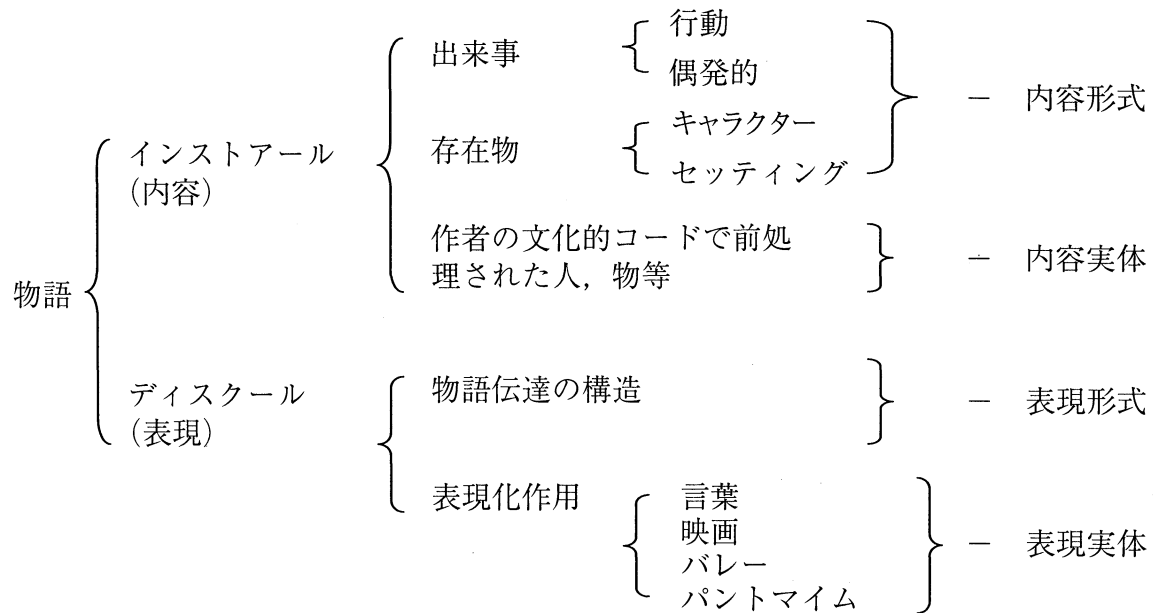 物語
インストアール
(内容)
出来事
行動
偶発的
存在物
キャラクター
セッティング
− 内容形式
作者の文化的コードで前処
理された人，物等
− 内容実体
ディスクール
(表現)
物語伝達の構造
− 表現形式
表現化作用
言葉
映画
バレー
パントマイム
− 表現実体